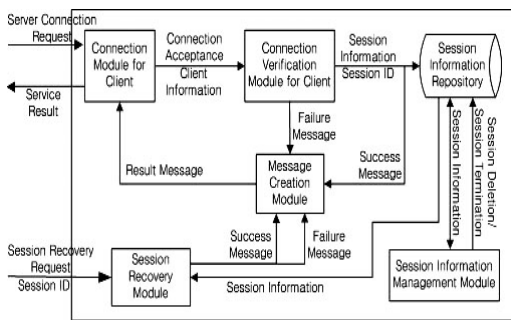 Server Connection
Request
Service
Result
Connection
Module for
Client
Connection
Acceptance
Client
Information
Connection
Verification
Module for Client
Session
Information
Session ID
Session
Information
Repository
Failure
Message
Success
Message
Result Message
Message
Creation
Module
Session Information
Session Deletion/
Session Termination
Success
Message
Failure
Message
Session Recovery
Request
Session ID
Session
Recovery
Module
Session Information
Session Information
Management Module